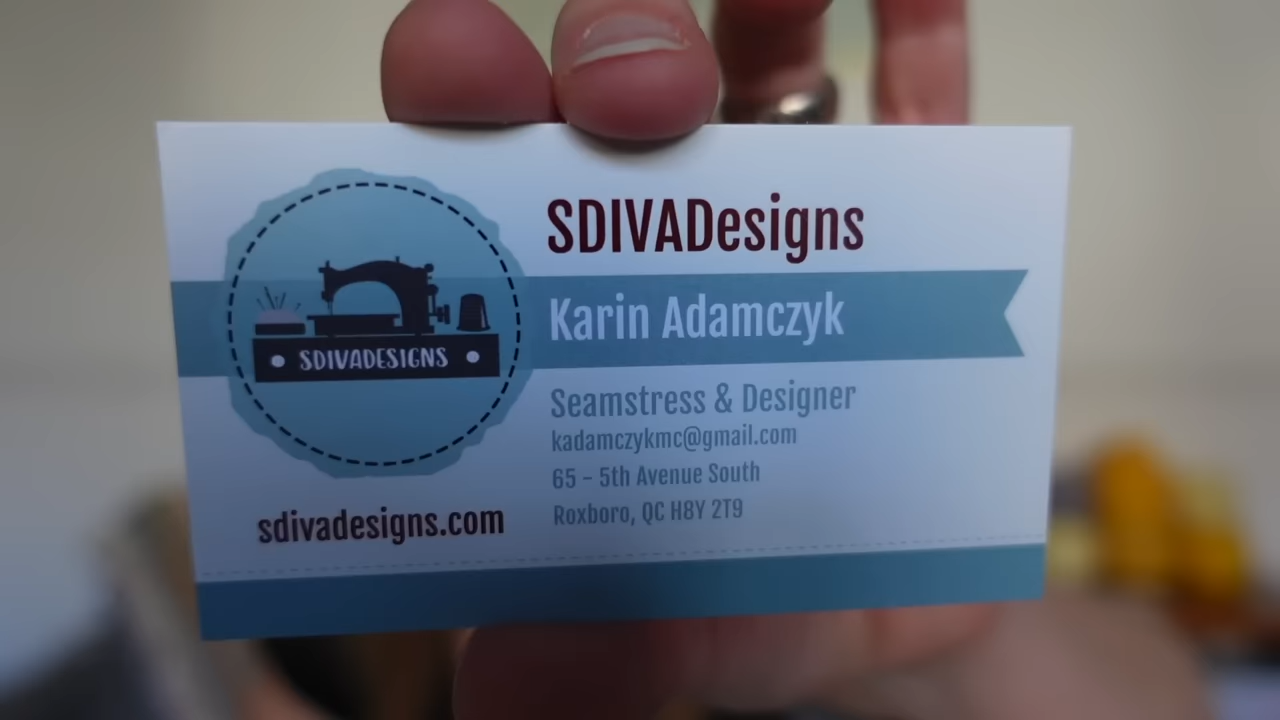 SDIVADesigns
Karin Adamczyk
SDIVADESIGNS
Seamstress & Designer
kadamczykmc@gmail.com
65 - 5th Avenue South
Roxboro, QC H8Y 2T9
sdivadesigns.com